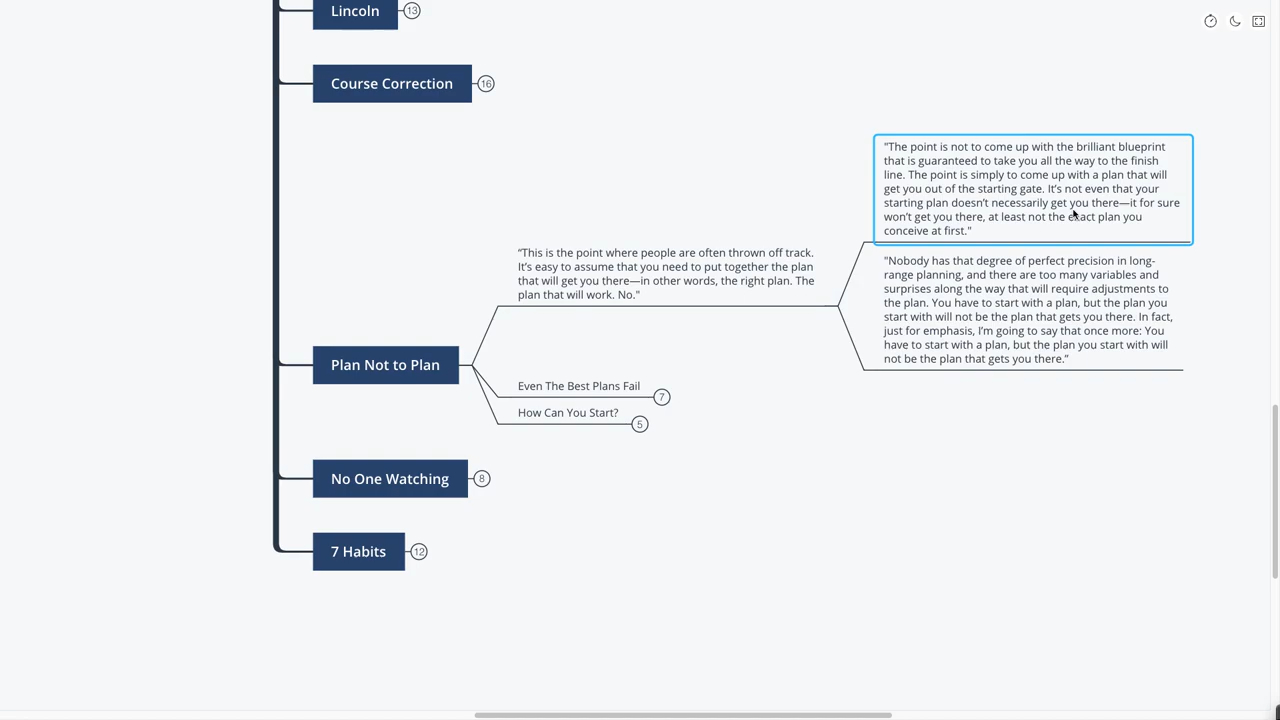 Lincoln
13
Course Correction
16
"The point is not to come up with the brilliant blueprint
that is guaranteed to take you all the way to the finish
line. The point is simply to come up with a plan that will
get you out of the starting gate. It’s not even that your
starting plan doesn’t necessarily get you there—it for sure
won’t get you there, at least not the exact plan you
conceive at first."
“This is the point where people are often thrown off track.
It’s easy to assume that you need to put together the plan
that will get you there—in other words, the right plan. The
plan that will work. No."
"Nobody has that degree of perfect precision in long-
range planning, and there are too many variables and
surprises along the way that will require adjustments to
the plan. You have to start with a plan, but the plan you
start with will not be the plan that gets you there. In fact,
just for emphasis, I’m going to say that once more: You
have to start with a plan, but the plan you start with will
not be the plan that gets you there.”
Plan Not to Plan
Even The Best Plans Fail
7
How Can You Start?
5
No One Watching
8
7 Habits
12